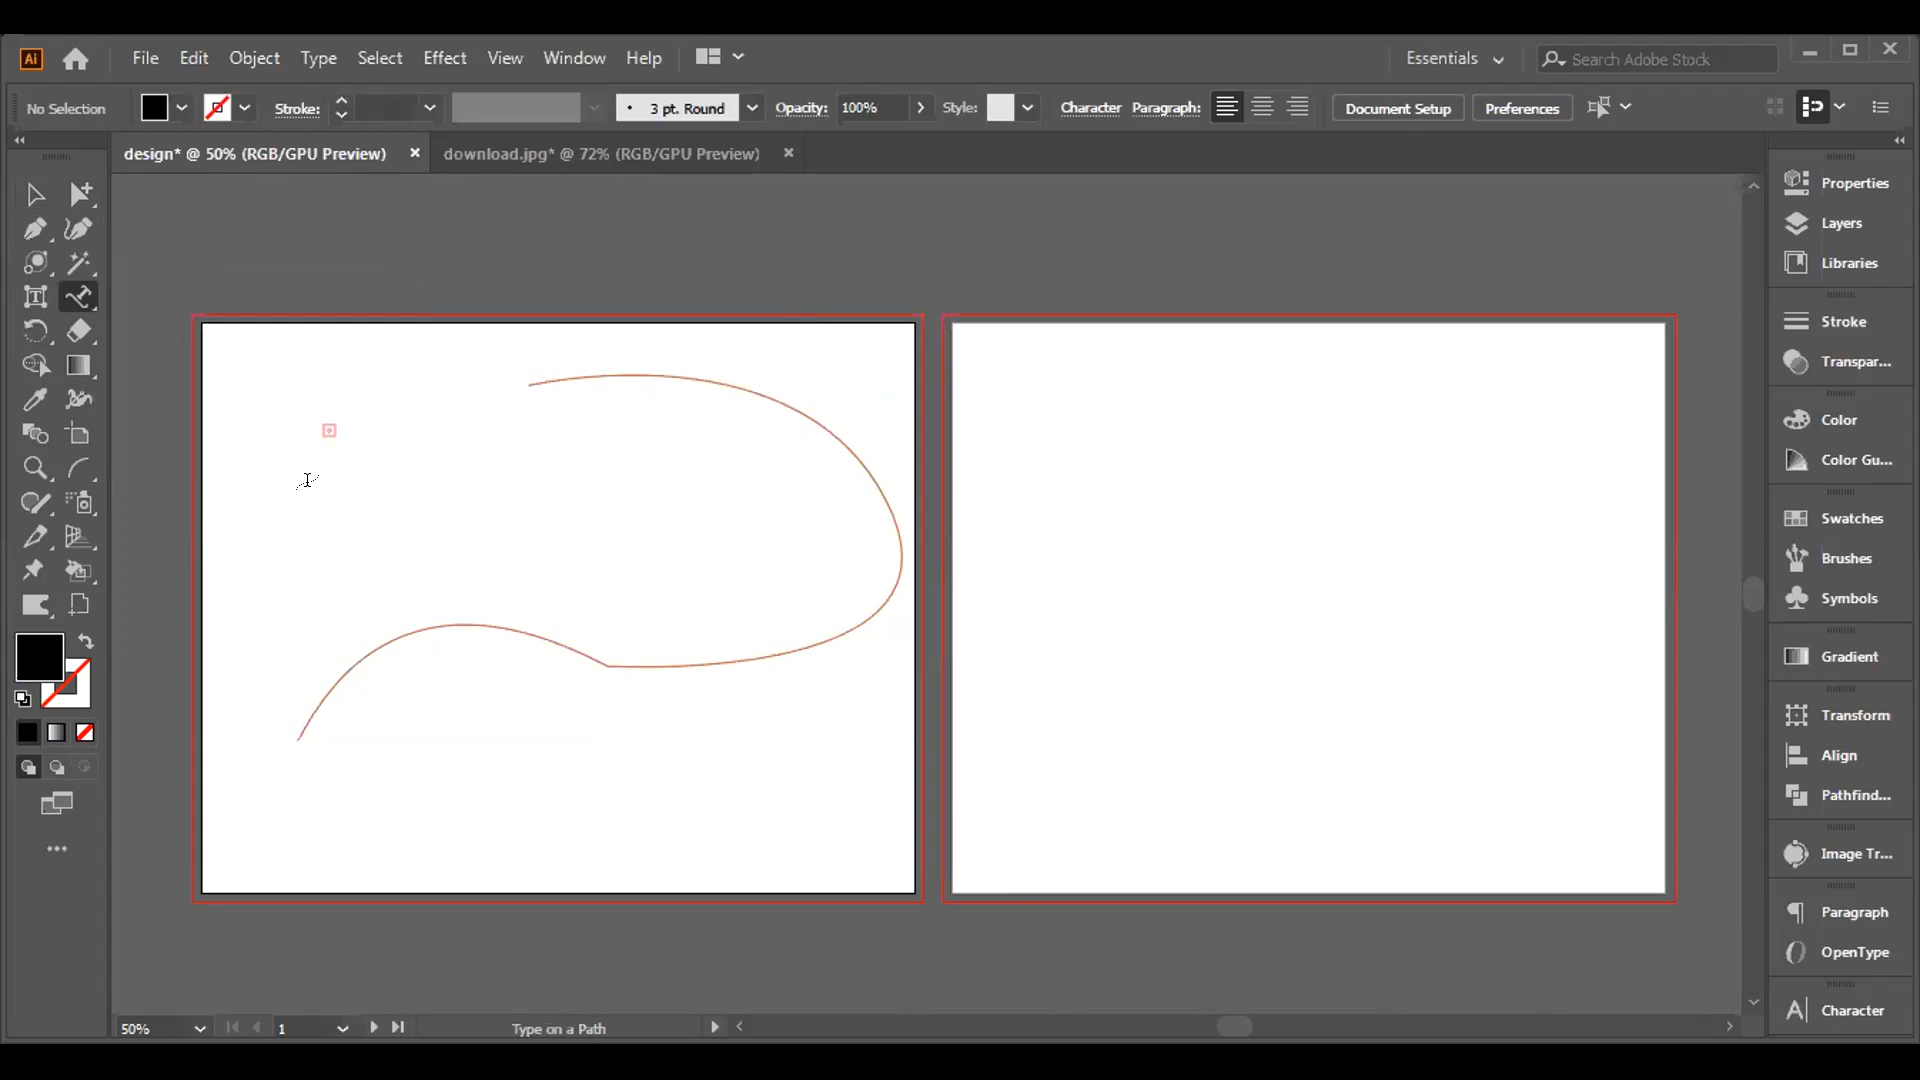 Ai File Edit Object Type Select Effect View Window Help Essentials Search Adobe Stock
No Selection Stroke: 3 pt. Round Opacity: 100% Style: Character Paragraph: Document Setup Preferences
design* @ 50% (RGB/GPU Preview) × download.jpg* @ 72% (RGB/GPU Preview) ×
Properties
Layers
Libraries
Stroke
Transpar...
Color
Color Gu...
Swatches
Brushes
Symbols
Gradient
Transform
Align
Pathfind...
Image Tr...
Paragraph
OpenType
Character
50% 1 Type on a Path